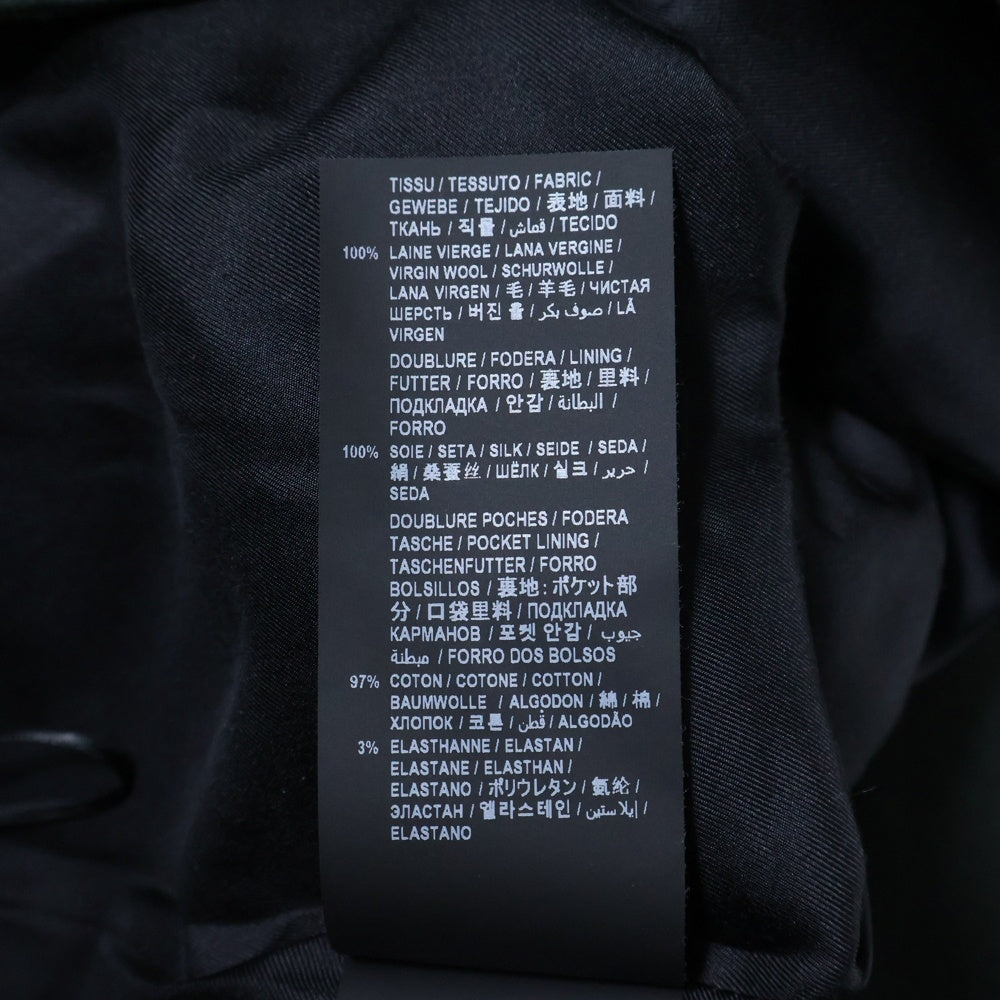 TISSU / TESSUTO / FABRIC /
GEWEBE / TEJIDO / 表地 / 面料 /
ТКАНЬ / 직물 / قماش / TECIDO
100% LAINE VIERGE / LANA VERGINE /
VIRGIN WOOL / SCHURWOLLE /
LANA VIRGEN / 毛 / 羊毛 / ЧИСТАЯ
ШЕРСТЬ / 버진 울 / صوف بكر / LÃ
VIRGEN
DOUBLURE / FODERA / LINING /
FUTTER / FORRO / 裏地 / 里料 /
ПОДКЛАДКА / 안감 / البطانة /
FORRO
100% SOIE / SETA / SILK / SEIDE / SEDA /
絹 / 桑蚕丝 / ШЁЛК / 실크 / حرير /
SEDA
DOUBLURE POCHES / FODERA
TASCHE / POCKET LINING /
TASCHENFUTTER / FORRO
BOLSILLOS / 裏地: ポケット部
分 / 口袋里料 / ПОДКЛАДКА
КАРМАНОВ / 포켓 안감 / جيوب
مبطنة / FORRO DOS BOLSOS
97% COTON / COTONE / COTTON /
BAUMWOLLE / ALGODON / 綿 / 棉 /
ХЛОПОК / 코튼 / قطن / ALGODÃO
3% ELASTHANNE / ELASTAN /
ELASTANE / ELASTHAN /
ELASTANO / ポリウレタン / 氨纶 /
ЭЛАСТАН / 엘라스테인 / إيلاستين /
ELASTANO